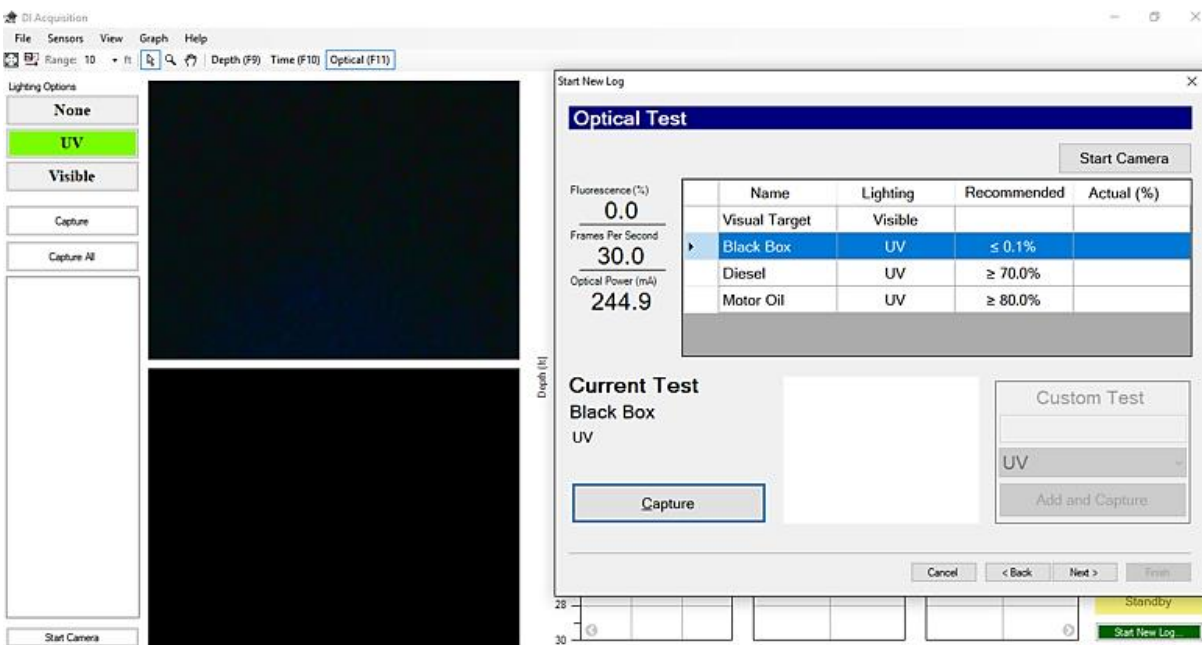 DI Acquisition
File Sensors View Graph Help
Range: 10 ft Depth (F9) Time (F10) Optical (F11)
Lighting Options
None
UV
Visible
Capture
Capture All
Start Camera
Depth (ft)
28
30
Standby
Start New Log...
Start New Log
Optical Test
Start Camera
Fluorescence (%)
0.0
Frames Per Second
30.0
Optical Power (mA)
244.9
Name Lighting Recommended Actual (%)
Visual Target Visible
Black Box UV ≤ 0.1%
Diesel UV ≥ 70.0%
Motor Oil UV ≥ 80.0%
Current Test
Black Box
UV
Capture
Custom Test
UV
Add and Capture
Cancel < Back Next > Finish